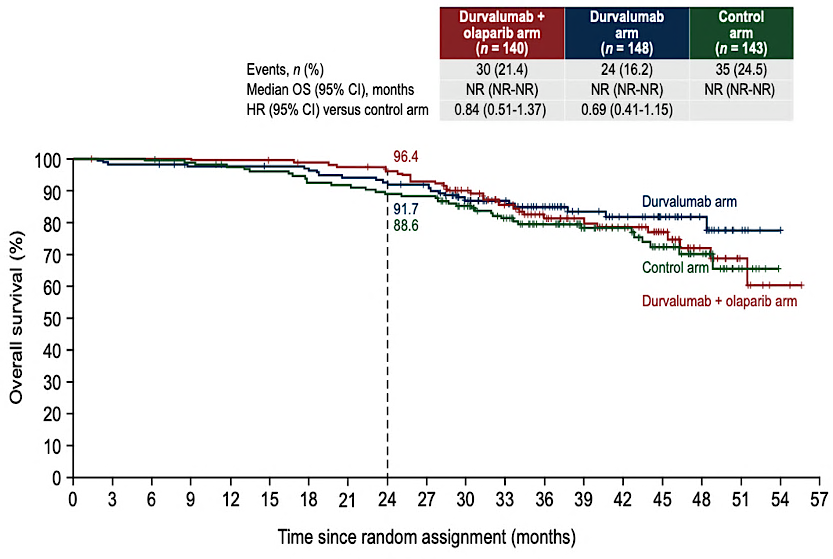 Durvalumab + olaparib arm (n = 140) Durvalumab arm (n = 148) Control arm (n = 143)
Events, n (%) 30 (21.4) 24 (16.2) 35 (24.5)
Median OS (95% CI), months NR (NR-NR) NR (NR-NR) NR (NR-NR)
HR (95% CI) versus control arm 0.84 (0.51-1.37) 0.69 (0.41-1.15)
Overall survival (%)
100
90
80
70
60
50
40
30
20
10
0
96.4
91.7
88.6
Durvalumab arm
Control arm
Durvalumab + olaparib arm
0 3 6 9 12 15 18 21 24 27 30 33 36 39 42 45 48 51 54 57
Time since random assignment (months)